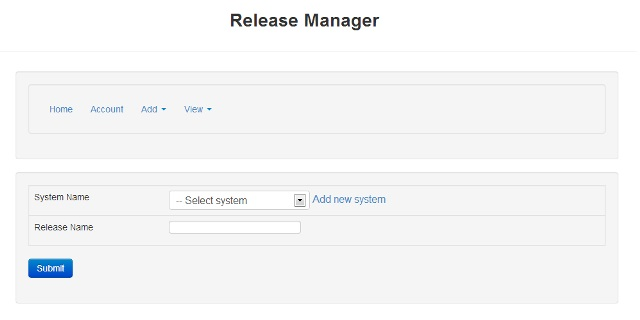 Release Manager
Home Account Add View
System Name -- Select system Add new system
Release Name
Submit